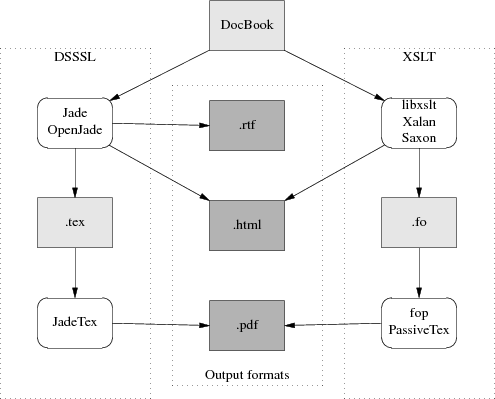 DocBook
DSSSL
XSLT
Jade
OpenJade
.rtf
libxslt
Xalan
Saxon
.tex
.html
.fo
JadeTex
.pdf
fop
PassiveTex
Output formats